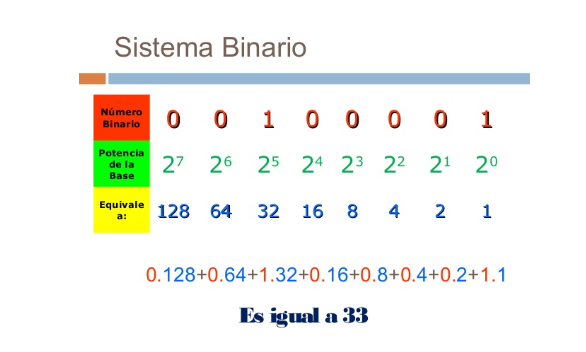 Sistema Binario
Número
Binario
0 0 1 0 0 0 0 1
Potencia
de la
Base
2⁷ 2⁶ 2⁵ 2⁴ 2³ 2² 2¹ 2⁰
Equivale
a:
128 64 32 16 8 4 2 1
0.128+0.64+1.32+0.16+0.8+0.4+0.2+1.1
Es igual a 33